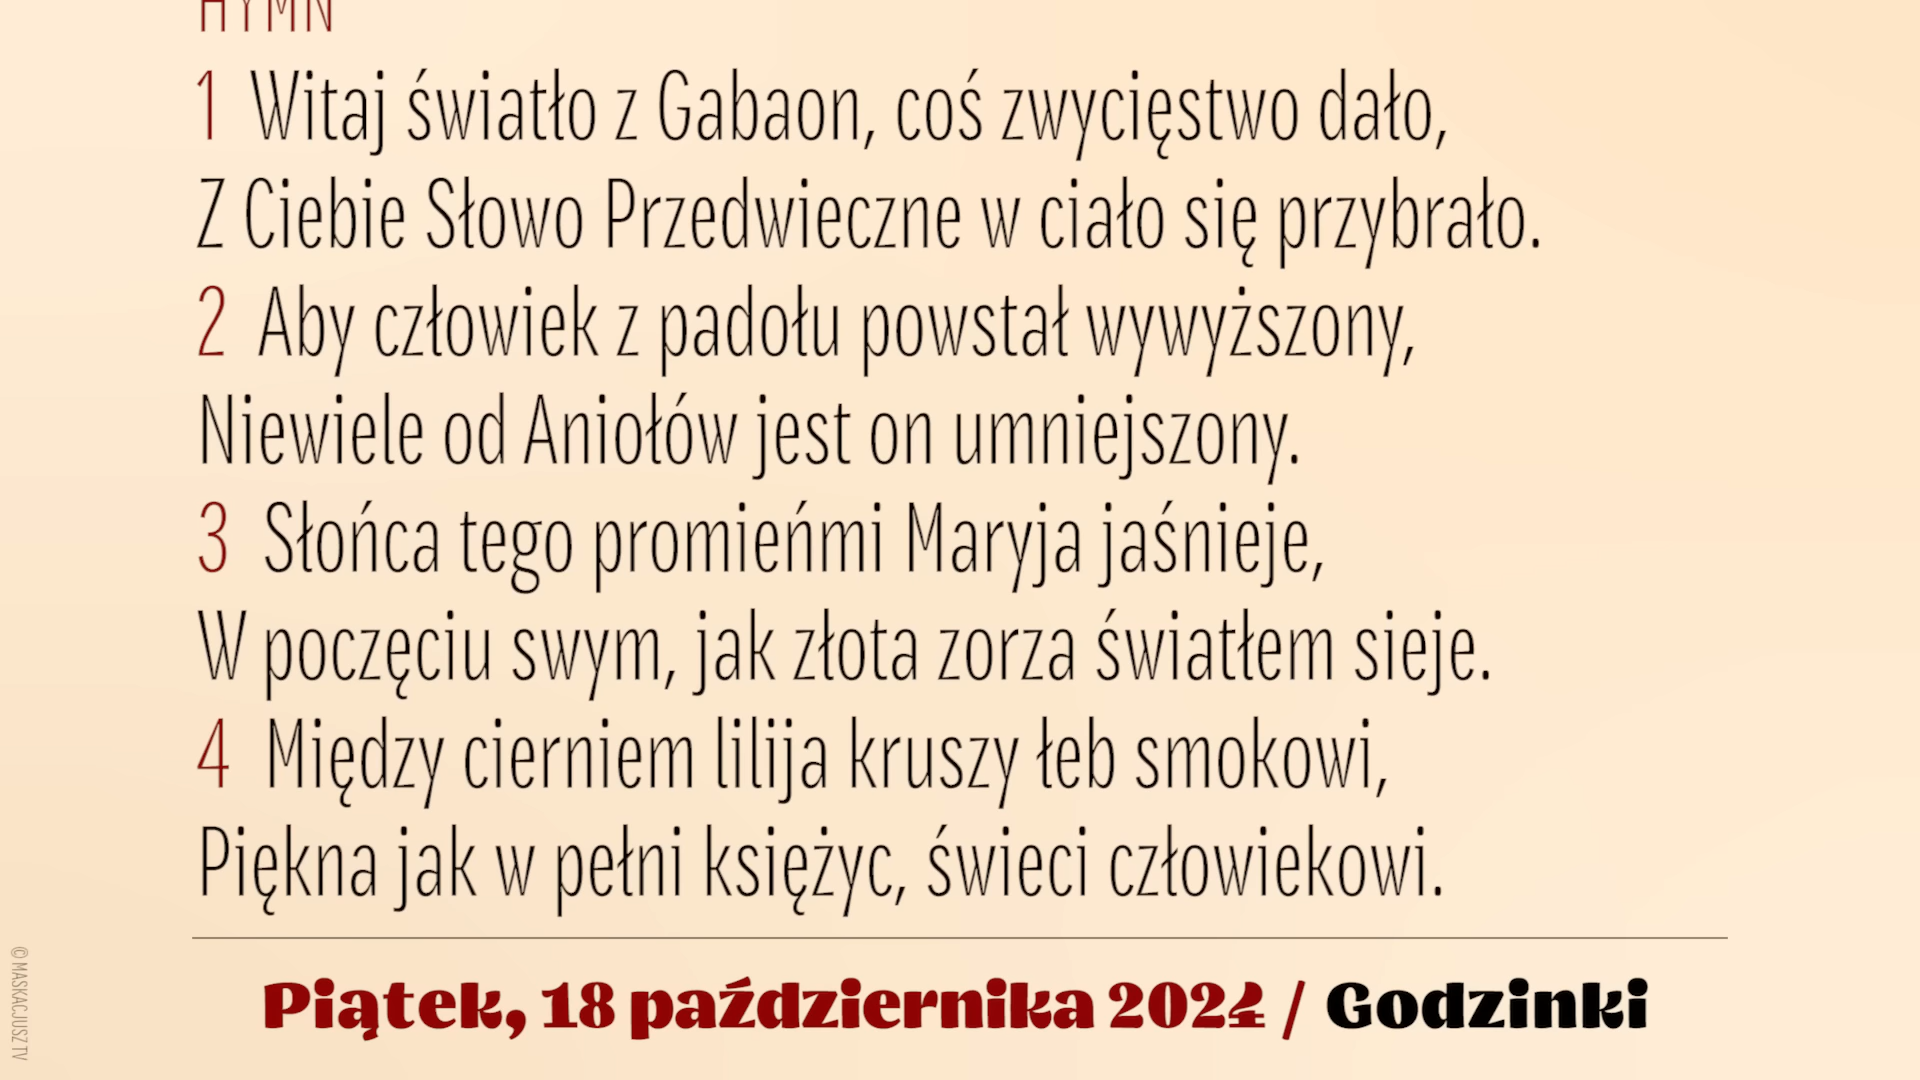 HYMN
1 Witaj światło z Gabaon, coś zwycięstwo dało,
Z Ciebie Słowo Przedwieczne w ciało się przybrało.
2 Aby człowiek z padołu powstał wywyższony,
Niewiele od Aniołów jest on umniejszony.
3 Słońca tego promieńmi Maryja jaśnieje,
W poczęciu swym, jak złota zorza światłem sieje.
4 Między cierniem lilija kruszy łeb smokowi,
Piękna jak w pełni księżyc, świeci człowiekowi.
Piątek, 18 października 2024 / Godzinki
© MASKACJUSZ TV